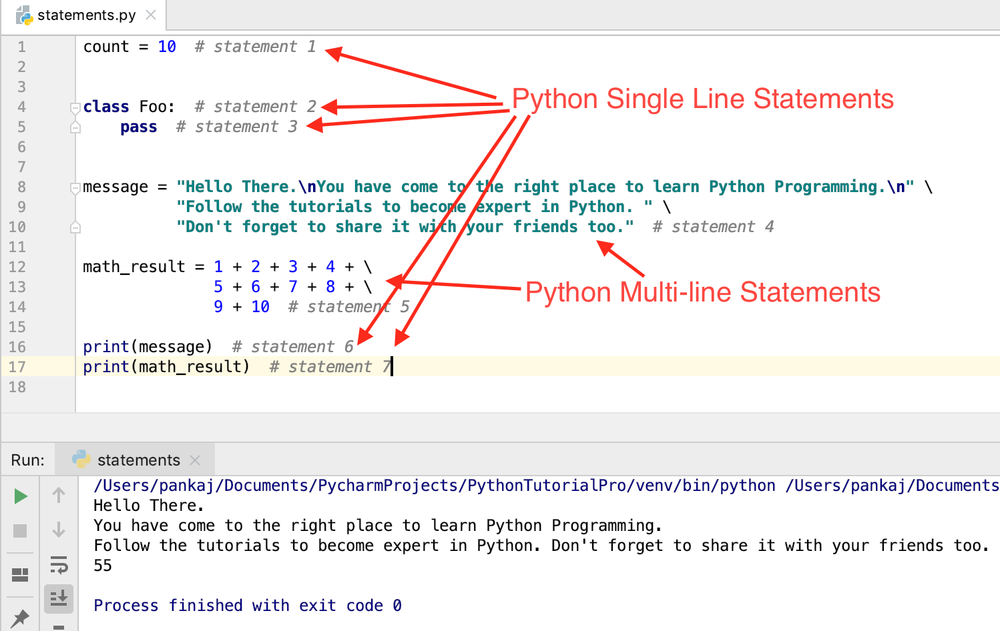 statements.py
1 count = 10  # statement 1
2
3
Python Single Line Statements
4 class Foo:  # statement 2
5     pass  # statement 3
6
7
8 message = "Hello There.\nYou have come to the right place to learn Python Programming.\n" \
9           "Follow the tutorials to become expert in Python. " \
10           "Don't forget to share it with your friends too."  # statement 4
11
12 math_result = 1 + 2 + 3 + 4 + \
13               5 + 6 + 7 + 8 + \
Python Multi-line Statements
14               9 + 10  # statement 5
15
16 print(message)  # statement 6
17 print(math_result)  # statement 7
18
Run: statements
/Users/pankaj/Documents/PycharmProjects/PythonTutorialPro/venv/bin/python /Users/pankaj/Documents
Hello There.
You have come to the right place to learn Python Programming.
Follow the tutorials to become expert in Python. Don't forget to share it with your friends too.
55
Process finished with exit code 0